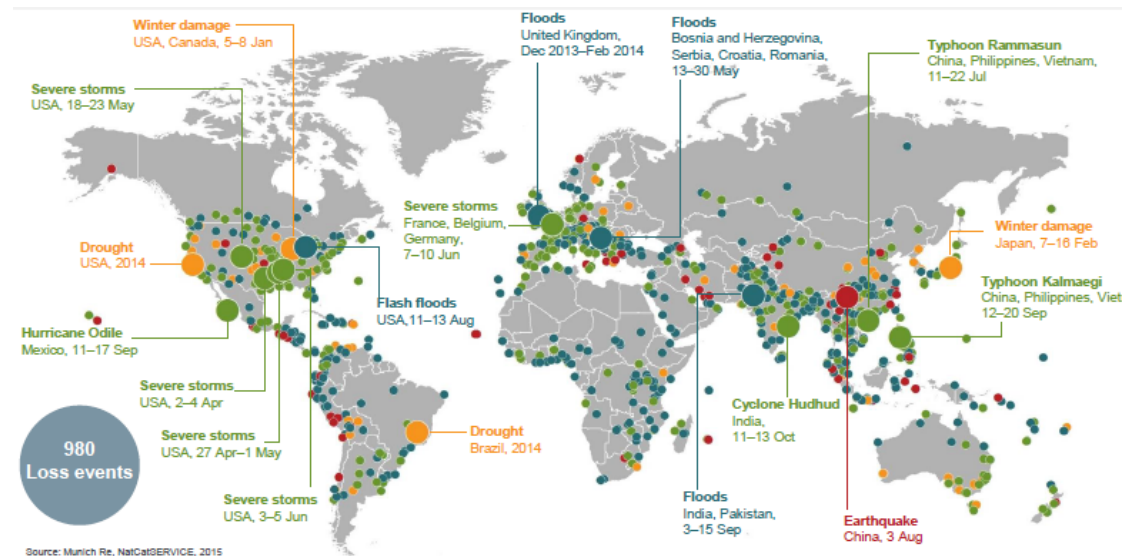 Winter damage
USA, Canada, 5–8 Jan
Floods
United Kingdom,
Dec 2013–Feb 2014
Floods
Bosnia and Herzegovina,
Serbia, Croatia, Romania,
13–30 May
Typhoon Rammasun
China, Philippines, Vietnam,
11–22 Jul
Severe storms
USA, 18–23 May
Severe storms
France, Belgium,
Germany,
7–10 Jun
Winter damage
Japan, 7–16 Feb
Drought
USA, 2014
Typhoon Kalmaegi
China, Philippines, Viet
12–20 Sep
Flash floods
USA,11–13 Aug
Hurricane Odile
Mexico, 11–17 Sep
Severe storms
USA, 2–4 Apr
Cyclone Hudhud
India,
11–13 Oct
Severe storms
USA, 27 Apr–1 May
Drought
Brazil, 2014
980
Loss events
Severe storms
USA, 3–5 Jun
Floods
India, Pakistan,
3–15 Sep
Earthquake
China, 3 Aug
Source: Munich Re, NatCatSERVICE, 2015